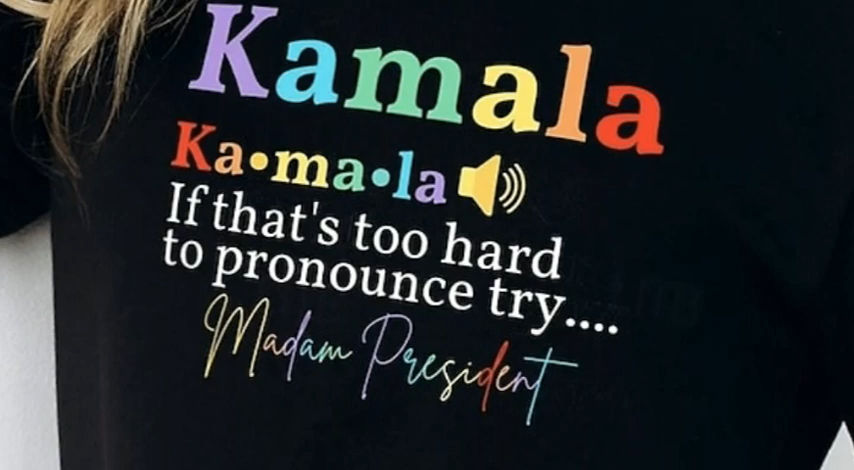 Kamala
Ka•ma•la
If that's too hard
to pronounce try....
Madam President